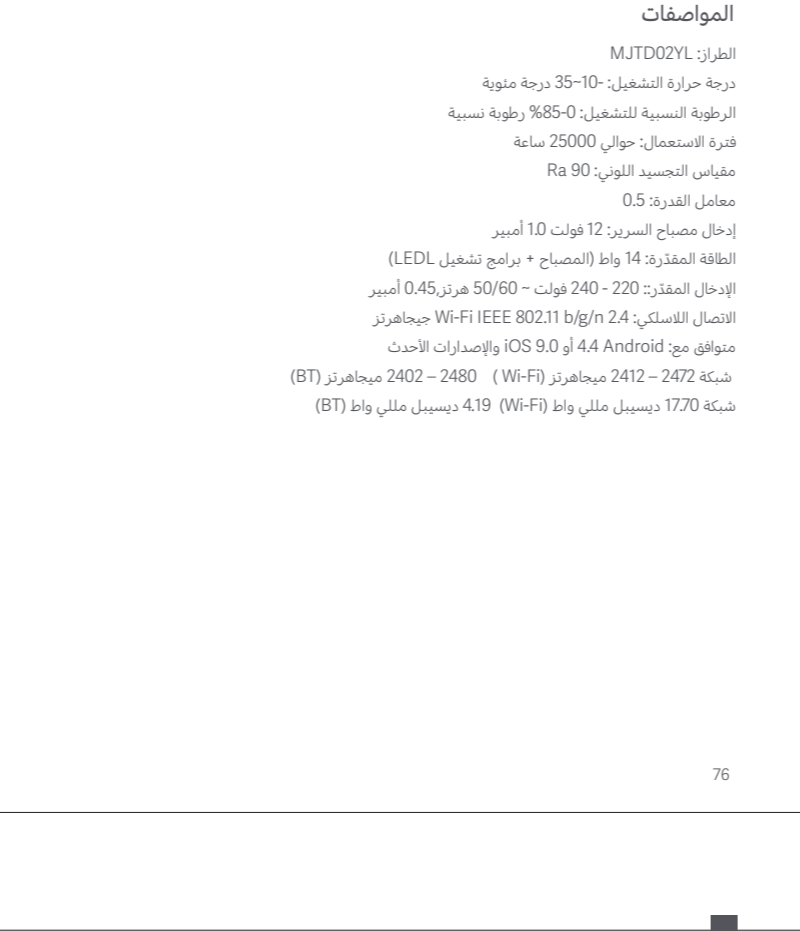 المواصفات
الطراز: MJTD02YL
درجة حرارة التشغيل: -10~35 درجة مئوية
الرطوبة النسبية للتشغيل: 0-85% رطوبة نسبية
فترة الاستعمال: حوالي 25000 ساعة
مقياس التجسيد اللوني: Ra 90
معامل القدرة: 0.5
إدخال مصباح السرير: 12 فولت 1.0 أمبير
الطاقة المقدّرة: 14 واط (المصباح + برامج تشغيل LEDL)
الإدخال المقدّر:: 220 - 240 فولت ~ 50/60 هرتز,0.45 أمبير
الاتصال اللاسلكي: Wi-Fi IEEE 802.11 b/g/n 2.4 جيجاهرتز
متوافق مع: Android 4.4 أو iOS 9.0 والإصدارات الأحدث
شبكة 2472 – 2412 ميجاهرتز (Wi-Fi ) 2480 – 2402 ميجاهرتز (BT)
شبكة 17.70 ديسيبل مللي واط (Wi-Fi) 4.19 ديسيبل مللي واط (BT)
76